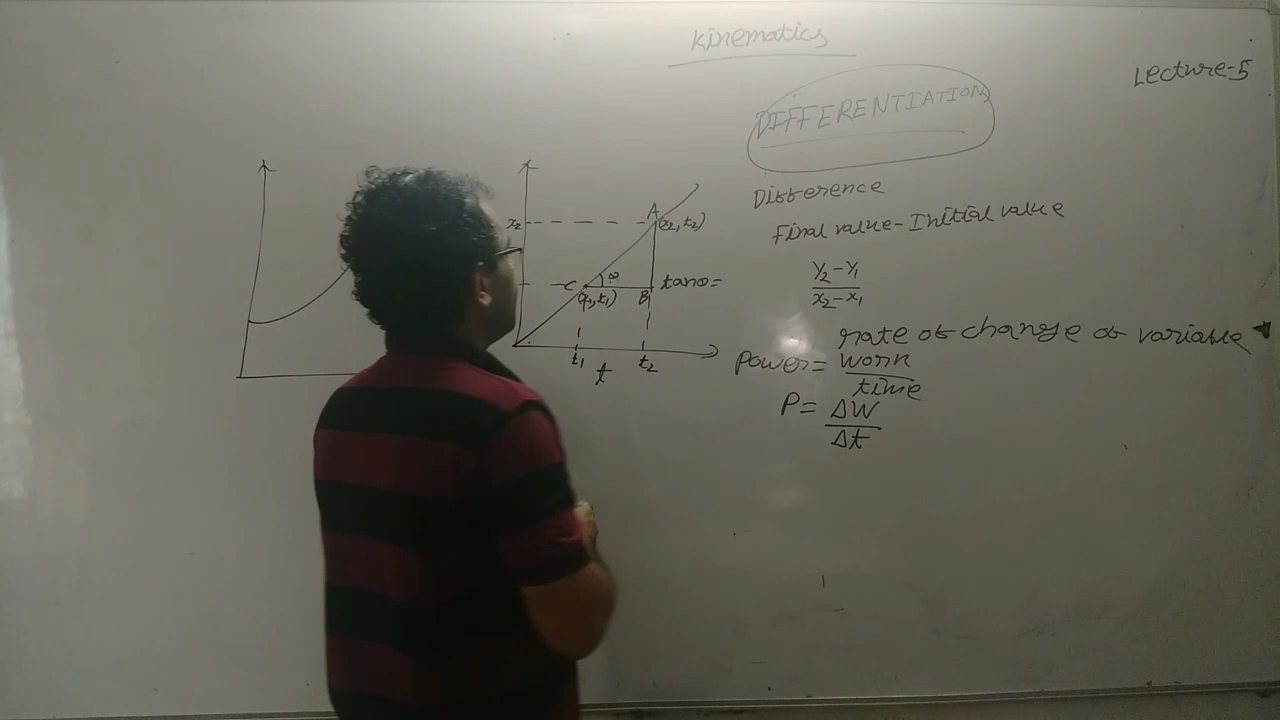 Kinematics
Lecture-5
DIFFERENTIATION
Difference
Final value-Initial value
Y2-Y1
x2-x1
rate of change of variable
Power= work
time
P= ΔW
Δt
x2
A
(x2, t2)
C
(x1, t1)
θ
B
tanθ=
t1
t2
t